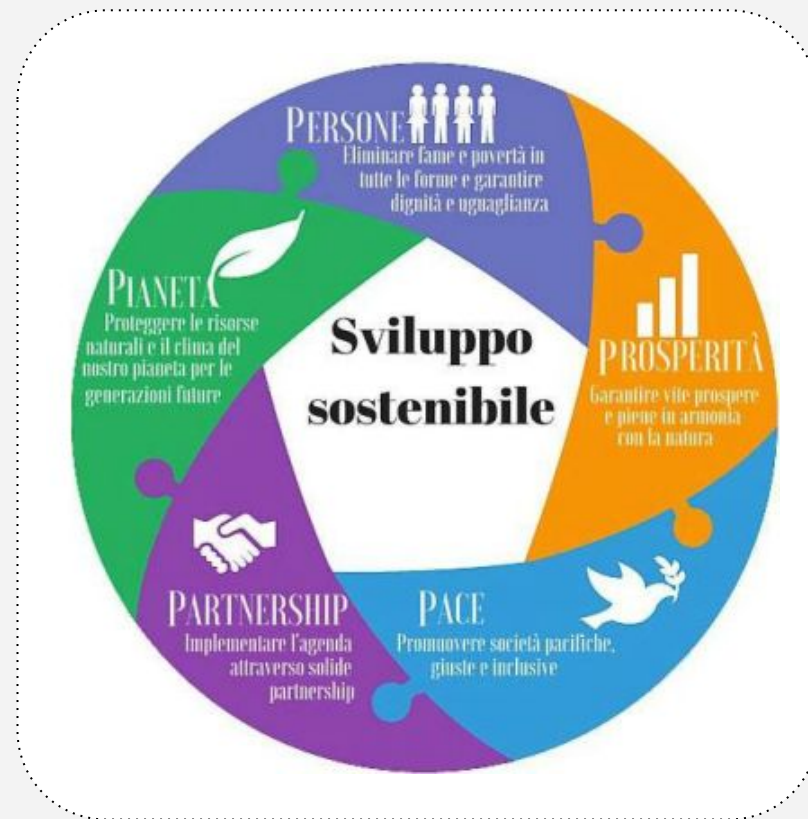 PERSONE
Eliminare fame e povertà in
tutte le forme e garantire
dignità e uguaglianza
PROSPERITÀ
Garantire vite prospere
e piene in armonia
con la natura
PACE
Promuovere società pacifiche,
giuste e inclusive
PARTNERSHIP
Implementare l'agenda
attraverso solide
partnership
PIANETA
Proteggere le risorse
naturali e il clima del
nostro pianeta per le
generazioni future
Sviluppo
sostenibile